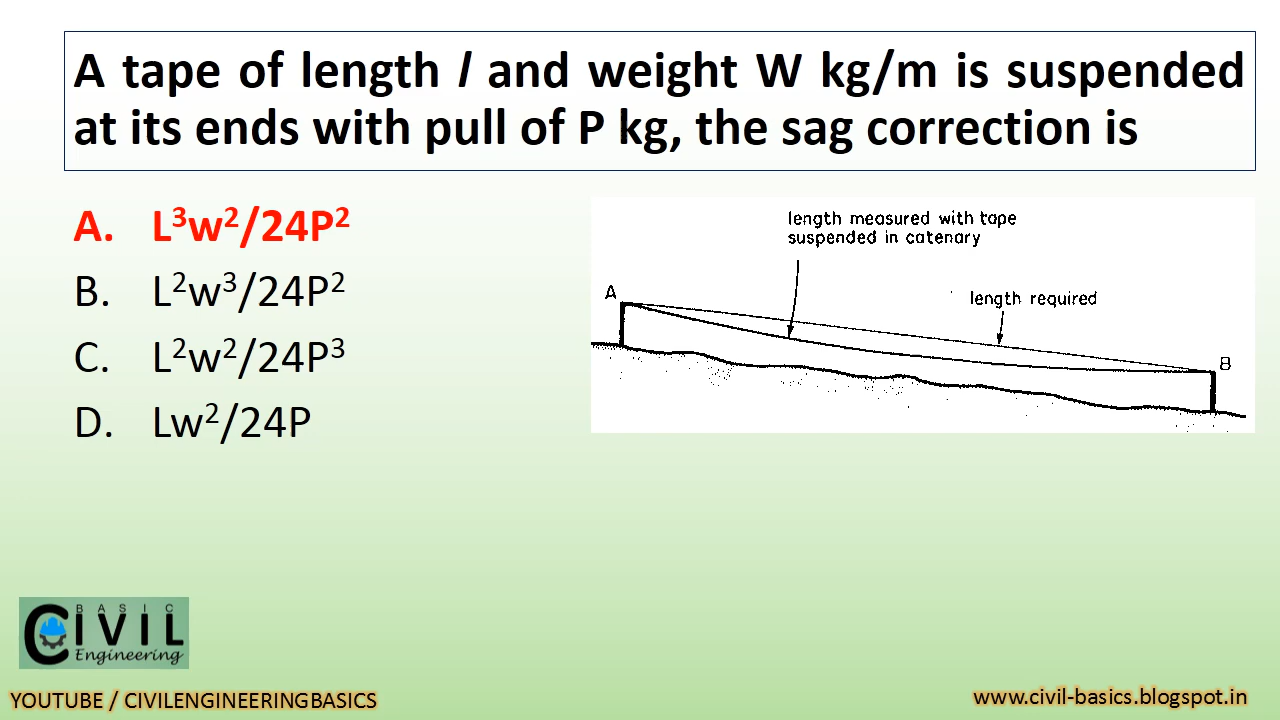 A tape of length l and weight W kg/m is suspended
at its ends with pull of P kg, the sag correction is
A. L³w²/24P²
B. L²w³/24P²
C. L²w²/24P³
D. Lw²/24P
length measured with tape
suspended in catenary
A
length required
B
BASIC
CIVIL
Engineering
YOUTUBE / CIVILENGINEERINGBASICS
www.civil-basics.blogspot.in